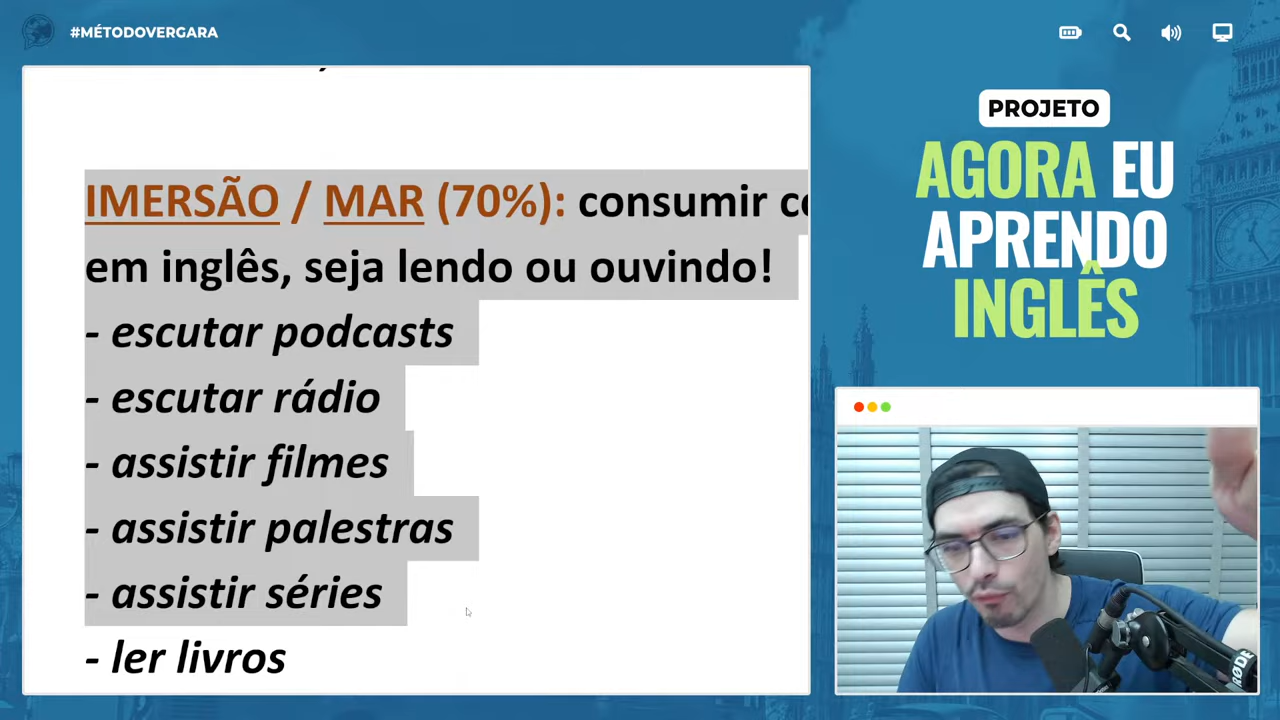 #MÉTODOVERGARA
IMERSÃO / MAR (70%): consumir
em inglês, seja lendo ou ouvindo!
- escutar podcasts
- escutar rádio
- assistir filmes
- assistir palestras
- assistir séries
- ler livros
PROJETO
AGORA EU
APRENDO
INGLÊS
RØDE